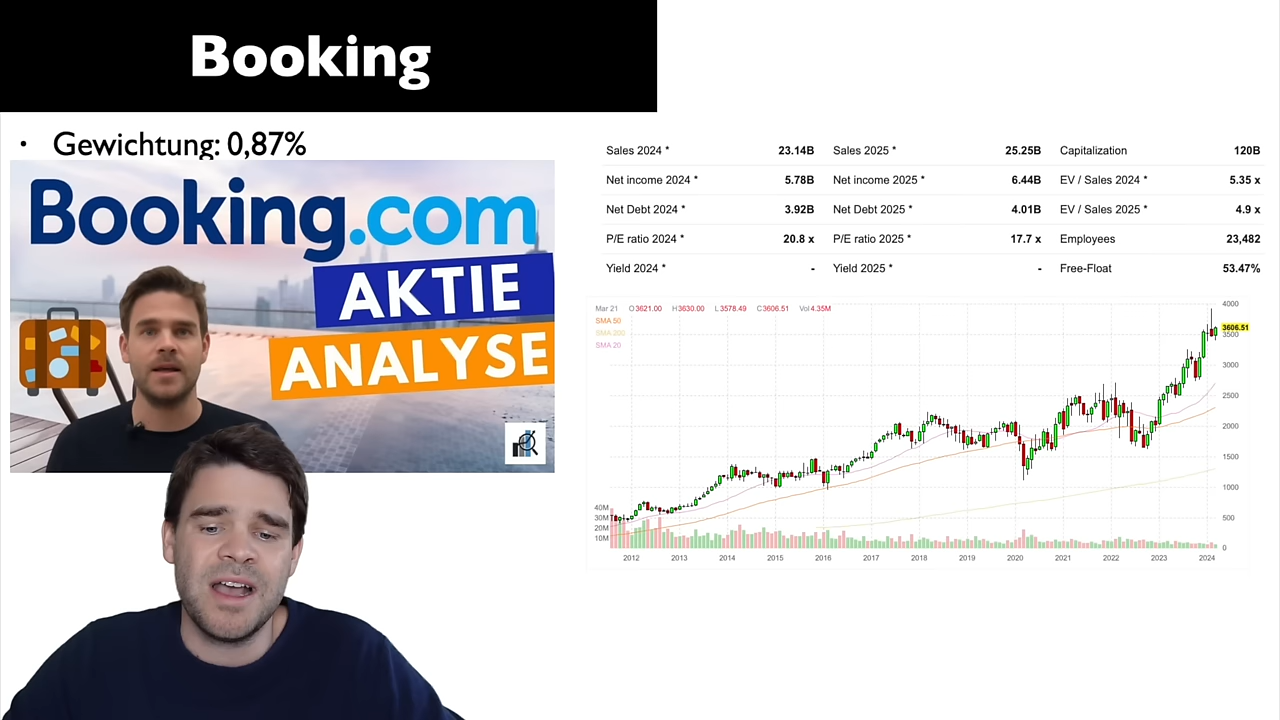 Booking
• Gewichtung: 0,87%
Booking.com
AKTIE
ANALYSE
Sales 2024 * 23.14B Sales 2025 * 25.25B Capitalization 120B
Net income 2024 * 5.78B Net income 2025 * 6.44B EV / Sales 2024 * 5.35 x
Net Debt 2024 * 3.92B Net Debt 2025 * 4.01B EV / Sales 2025 * 4.9 x
P/E ratio 2024 * 20.8 x P/E ratio 2025 * 17.7 x Employees 23,482
Yield 2024 * - Yield 2025 * - Free-Float 53.47%
Mar 21 O3621.00 H3630.00 L3578.49 C3606.51 Vol4.35M
SMA 50
SMA 200
SMA 20
4000
3606.51
3000
2500
2000
1500
1000
500
0
40M
30M
20M
10M
2012 2013 2014 2015 2016 2017 2018 2019 2020 2021 2022 2023 2024